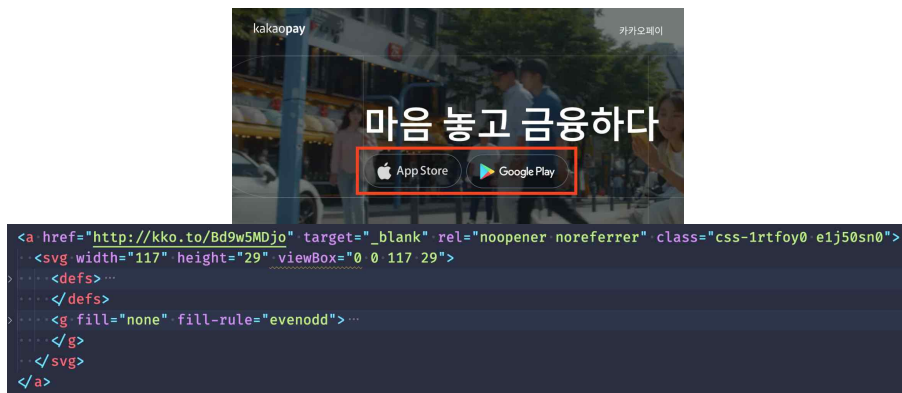 kakaopay
카카오페이
마음 놓고 금융하다
App Store
Google Play
<a href="http://kko.to/Bd9w5MDjo" target="_blank" rel="noopener noreferrer" class="css-1rtfoy0 e1j50sn0">
<svg width="117" height="29" viewBox="0 0 117 29">
<defs>…
</defs>
<g fill="none" fill-rule="evenodd">…
</g>
</svg>
</a>